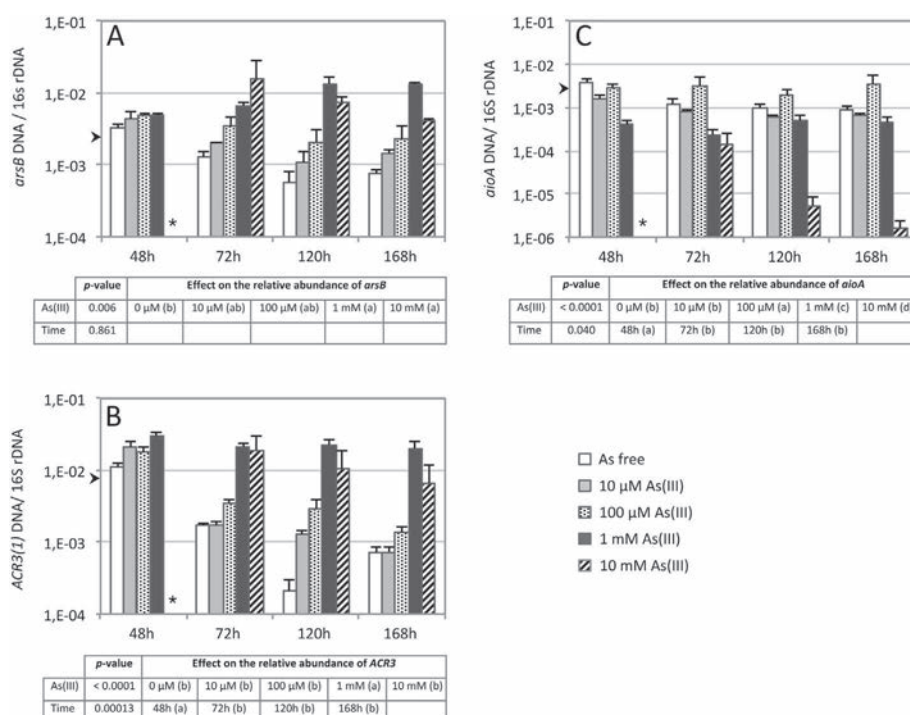 A
1,E-01
1,E-02
1,E-03
1,E-04
arsB DNA / 16s rDNA
*
48h 72h 120h 168h
p-value Effect on the relative abundance of arsB
As(III) 0.006 0 µM (b) 10 µM (ab) 100 µM (ab) 1 mM (a) 10 mM (a)
Time 0.861
C
1,E-01
1,E-02
1,E-03
1,E-04
1,E-05
1,E-06
aioA DNA/ 16S rDNA
*
48h 72h 120h 168h
p-value Effect on the relative abundance of aioA
As(III) < 0.0001 0 µM (b) 10 µM (b) 100 µM (a) 1 mM (c) 10 mM (d
Time 0.040 48h (a) 72h (b) 120h (b) 168h (b)
B
1,E-01
1,E-02
1,E-03
1,E-04
ACR3(1) DNA/ 16S rDNA
*
48h 72h 120h 168h
p-value Effect on the relative abundance of ACR3
As(III) < 0.0001 0 µM (b) 10 µM (b) 100 µM (b) 1 mM (a) 10 mM (b)
Time 0.00013 48h (a) 72h (b) 120h (b) 168h (b)
As free
10 µM As(III)
100 µM As(III)
1 mM As(III)
10 mM As(III)